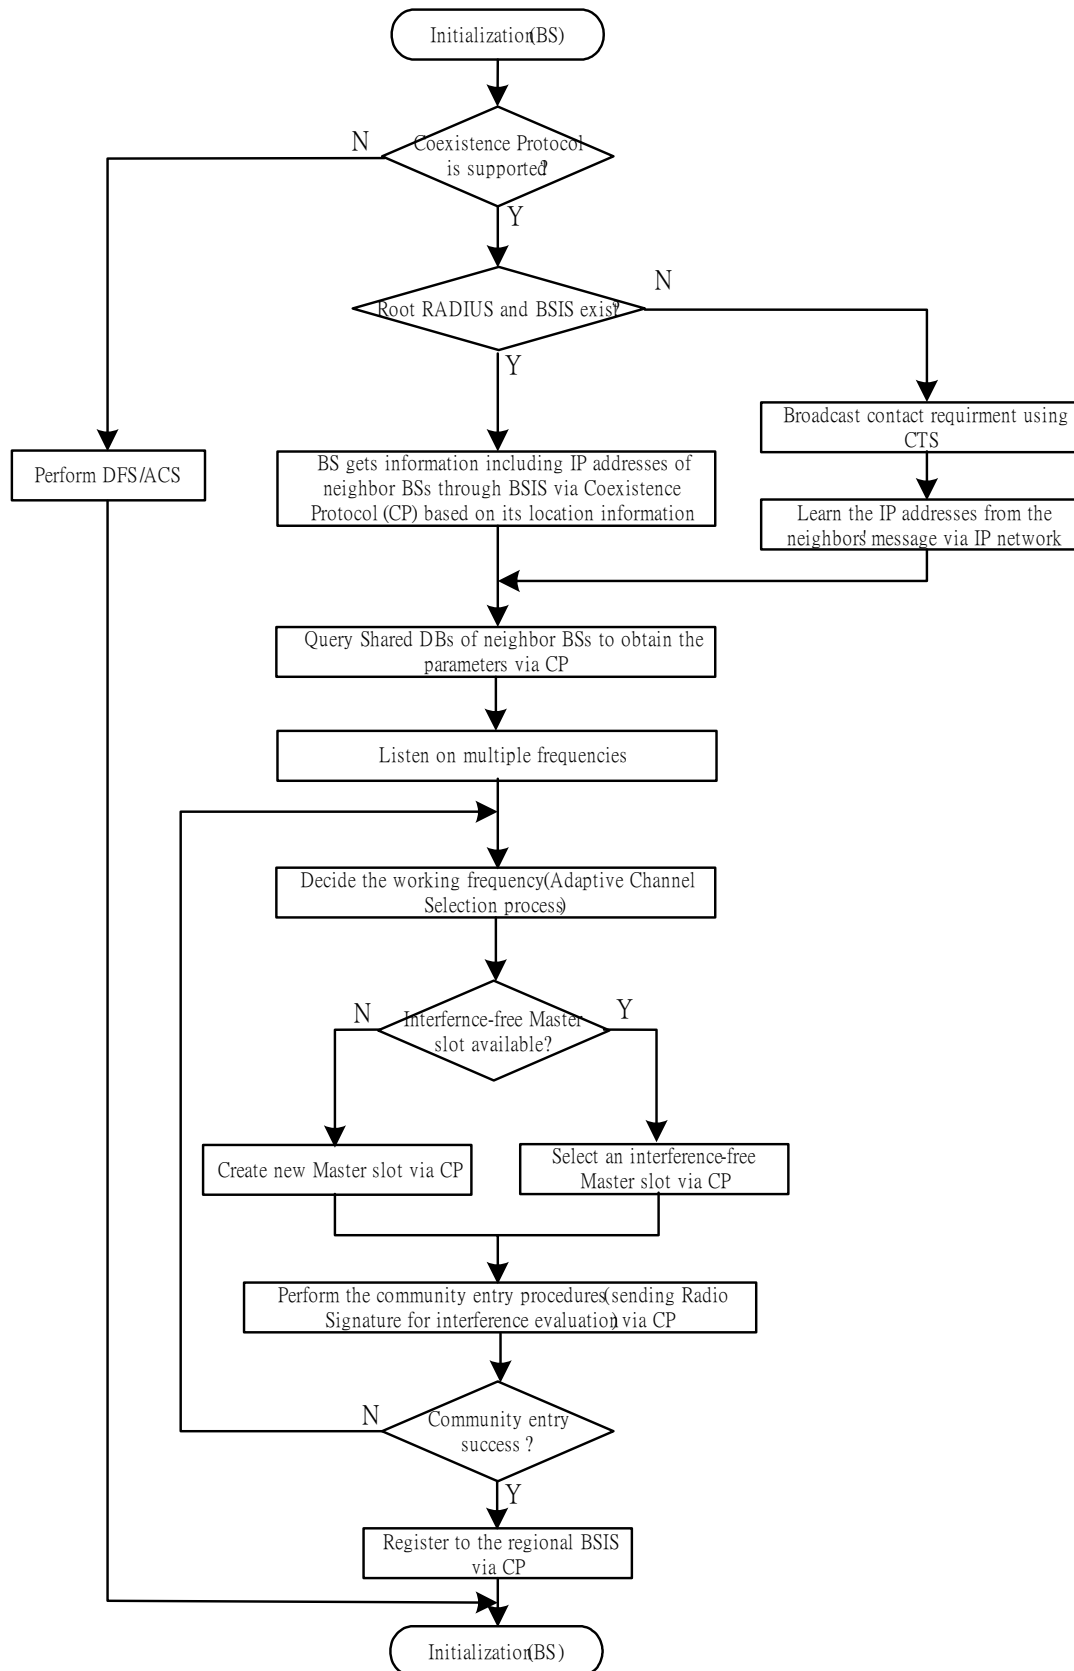 Initialization(BS)
N
Coexistence Protocol
is supported?
Y
N
Root RADIUS and BSIS exist?
Y
Broadcast contact requirment using
CTS
Perform DFS/ACS
BS gets information including IP addresses of
neighbor BSs through BSIS via Coexistence
Protocol (CP) based on its location information
Learn the IP addresses from the
neighbors' message via IP network
Query Shared DBs of neighbor BSs to obtain the
parameters via CP
Listen on multiple frequencies
Decide the working frequency(Adaptive Channel
Selection process)
N
Y
Interfernce-free Master
slot available?
Create new Master slot via CP
Select an interference-free
Master slot via CP
Perform the community entry procedures(sending Radio
Signature for interference evaluation) via CP
N
Community entry
success ?
Y
Register to the regional BSIS
via CP
Initialization(BS)